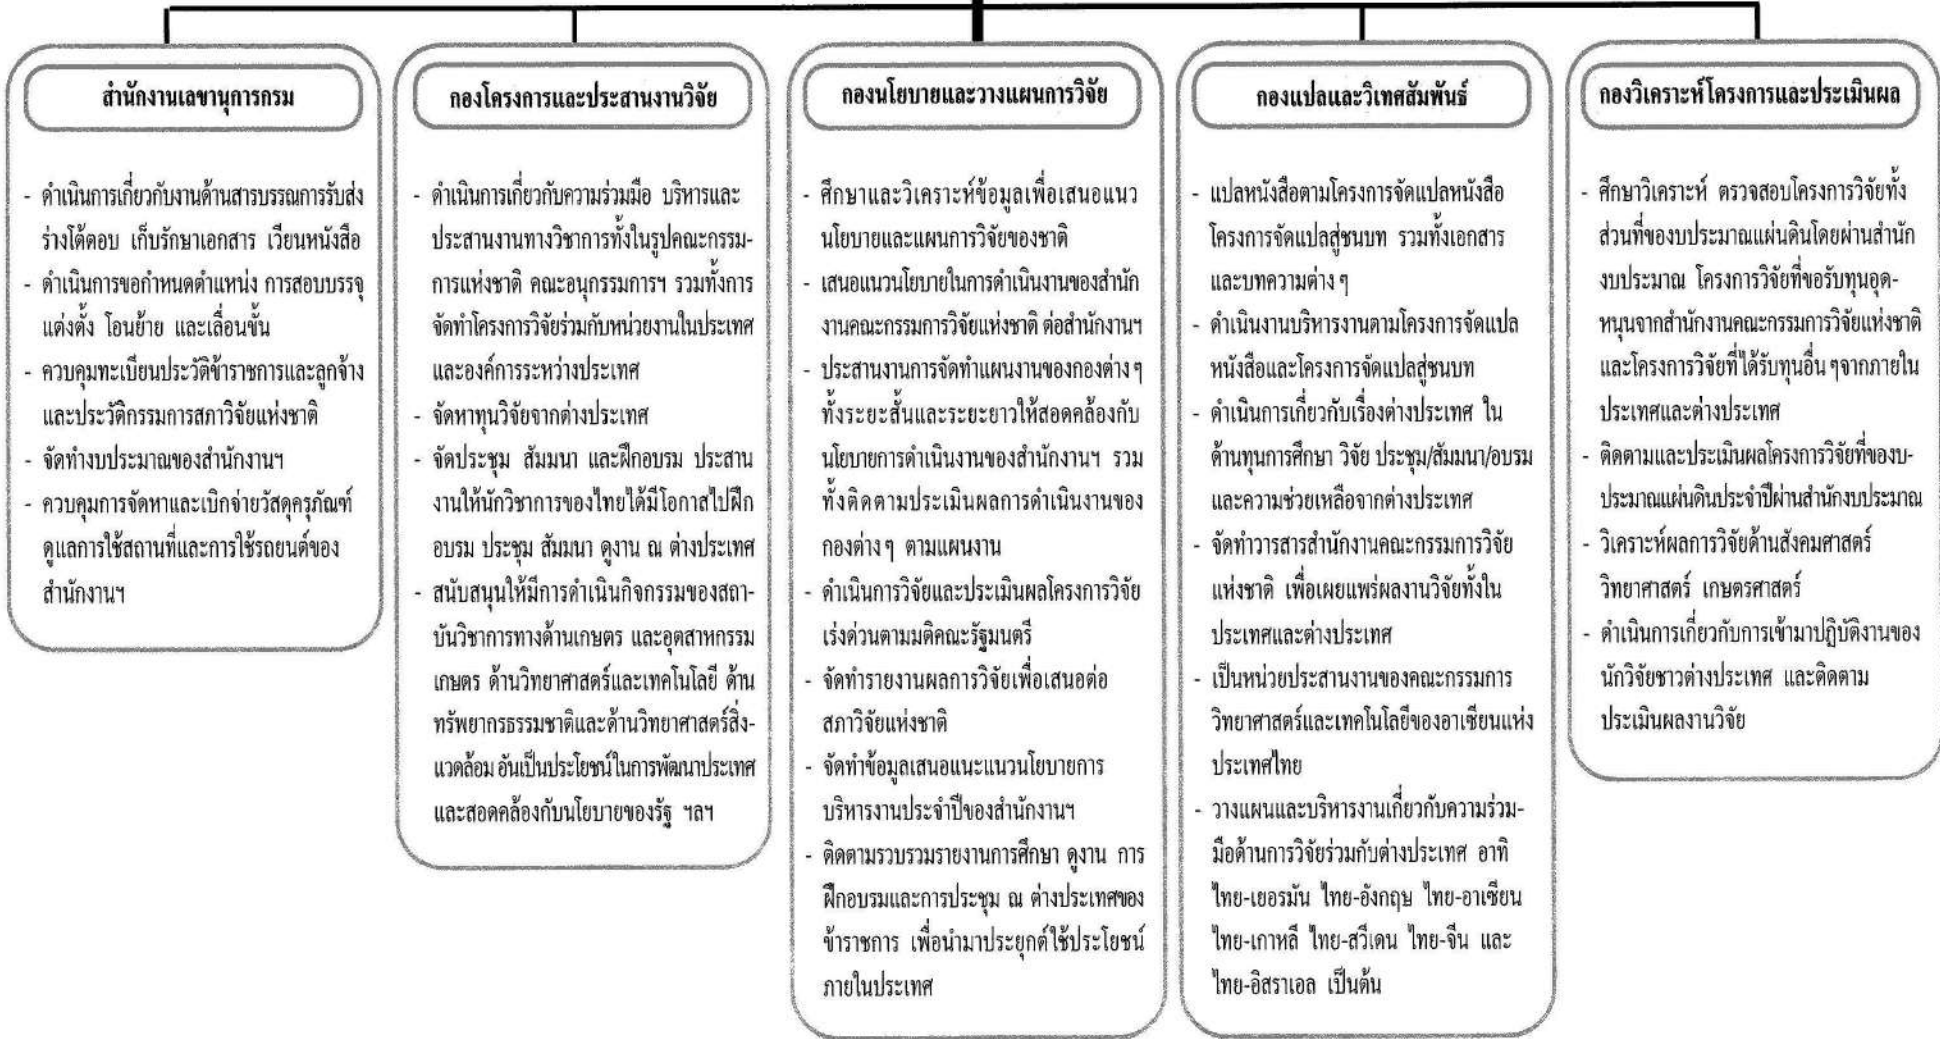 สำนักงานเลขานุการกรม
- ดำเนินการเกี่ยวกับงานด้านสารบรรณการรับส่ง
ร่างโต้ตอบ เก็บรักษาเอกสาร เวียนหนังสือ
- ดำเนินการขอกำหนดตำแหน่ง การสอบบรรจุ
แต่งตั้ง โอนย้าย และเลื่อนขั้น
- ควบคุมทะเบียนประวัติข้าราชการและลูกจ้าง
และประวัติกรรมการสภาวิจัยแห่งชาติ
- จัดทำงบประมาณของสำนักงานฯ
- ควบคุมการจัดหาและเบิกจ่ายวัสดุครุภัณฑ์
ดูแลการใช้สถานที่และการใช้รถยนต์ของ
สำนักงานฯ
กองโครงการและประสานงานวิจัย
- ดำเนินการเกี่ยวกับความร่วมมือ บริหารและ
ประสานงานทางวิชาการทั้งในรูปคณะกรรม-
การแห่งชาติ คณะอนุกรรมการฯ รวมทั้งการ
จัดทำโครงการวิจัยร่วมกับหน่วยงานในประเทศ
และองค์การระหว่างประเทศ
- จัดหาทุนวิจัยจากต่างประเทศ
- จัดประชุม สัมมนา และฝึกอบรม ประสาน
งานให้นักวิชาการของไทยได้มีโอกาสไปฝึก
อบรม ประชุม สัมมนา ดูงาน ณ ต่างประเทศ
- สนับสนุนให้มีการดำเนินกิจกรรมของสถา-
บันวิชาการทางด้านเกษตร และอุตสาหกรรม
เกษตร ด้านวิทยาศาสตร์และเทคโนโลยี ด้าน
ทรัพยากรธรรมชาติและด้านวิทยาศาสตร์สิ่ง-
แวดล้อม อันเป็นประโยชน์ในการพัฒนาประเทศ
และสอดคล้องกับนโยบายของรัฐ ฯลฯ
กองนโยบายและวางแผนการวิจัย
- ศึกษาและวิเคราะห์ข้อมูลเพื่อเสนอแนว
นโยบายและแผนการวิจัยของชาติ
- เสนอแนวนโยบายในการดำเนินงานของสำนัก
งานคณะกรรมการวิจัยแห่งชาติ ต่อสำนักงานฯ
- ประสานงานการจัดทำแผนงานของกองต่าง ๆ
ทั้งระยะสั้นและระยะยาวให้สอดคล้องกับ
นโยบายการดำเนินงานของสำนักงานฯ รวม
ทั้งติดตามประเมินผลการดำเนินงานของ
กองต่าง ๆ ตามแผนงาน
- ดำเนินการวิจัยและประเมินผลโครงการวิจัย
เร่งด่วนตามมติคณะรัฐมนตรี
- จัดทำรายงานผลการวิจัยเพื่อเสนอต่อ
สภาวิจัยแห่งชาติ
- จัดทำข้อมูลเสนอแนะแนวนโยบายการ
บริหารงานประจำปีของสำนักงานฯ
- ติดตามรวบรวมรายงานการศึกษา ดูงาน การ
ฝึกอบรมและการประชุม ณ ต่างประเทศของ
ข้าราชการ เพื่อนำมาประยุกต์ใช้ประโยชน์
ภายในประเทศ
กองแปลและวิเทศสัมพันธ์
- แปลหนังสือตามโครงการจัดแปลหนังสือ
โครงการจัดแปลสู่ชนบท รวมทั้งเอกสาร
และบทความต่าง ๆ
- ดำเนินงานบริหารงานตามโครงการจัดแปล
หนังสือและโครงการจัดแปลสู่ชนบท
- ดำเนินการเกี่ยวกับเรื่องต่างประเทศ ใน
ด้านทุนการศึกษา วิจัย ประชุม/สัมมนา/อบรม
และความช่วยเหลือจากต่างประเทศ
- จัดทำวารสารสำนักงานคณะกรรมการวิจัย
แห่งชาติ เพื่อเผยแพร่ผลงานวิจัยทั้งใน
ประเทศและต่างประเทศ
- เป็นหน่วยประสานงานของคณะกรรมการ
วิทยาศาสตร์และเทคโนโลยีของอาเซียนแห่ง
ประเทศไทย
- วางแผนและบริหารงานเกี่ยวกับความร่วม-
มือด้านการวิจัยร่วมกับต่างประเทศ อาทิ
ไทย-เยอรมัน ไทย-อังกฤษ ไทย-อาเซียน
ไทย-เกาหลี ไทย-สวีเดน ไทย-จีน และ
ไทย-อิสราเอล เป็นต้น
กองวิเคราะห์โครงการและประเมินผล
- ศึกษาวิเคราะห์ ตรวจสอบโครงการวิจัยทั้ง
ส่วนที่ของบประมาณแผ่นดินโดยผ่านสำนัก
งบประมาณ โครงการวิจัยที่ขอรับทุนอุด-
หนุนจากสำนักงานคณะกรรมการวิจัยแห่งชาติ
และโครงการวิจัยที่ได้รับทุนอื่น ๆจากภายใน
ประเทศและต่างประเทศ
- ติดตามและประเมินผลโครงการวิจัยที่ของบ-
ประมาณแผ่นดินประจำปีผ่านสำนักงบประมาณ
- วิเคราะห์ผลการวิจัยด้านสังคมศาสตร์
วิทยาศาสตร์ เกษตรศาสตร์
- ดำเนินการเกี่ยวกับการเข้ามาปฏิบัติงานของ
นักวิจัยชาวต่างประเทศ และติดตาม
ประเมินผลงานวิจัย